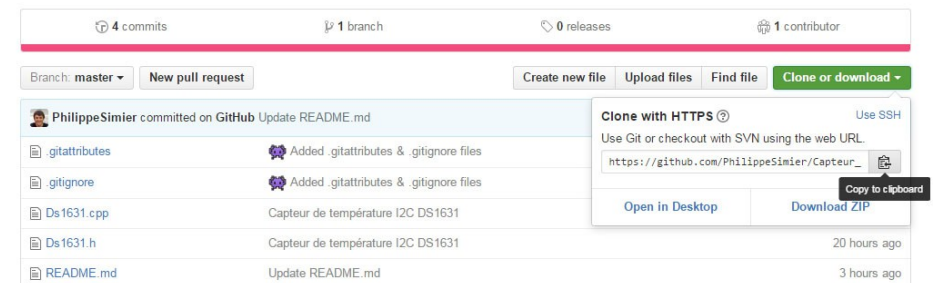 4 commits 1 branch 0 releases 1 contributor
Branch: master New pull request Create new file Upload files Find file Clone or download
PhilippeSimier committed on GitHub Update README.md
.gitattributes Added .gitattributes & .gitignore files
.gitignore Added .gitattributes & .gitignore files
Ds1631.cpp Capteur de température I2C DS1631
Ds1631.h Capteur de température I2C DS1631 20 hours ago
README.md Update README.md 3 hours ago
Clone with HTTPS ? Use SSH
Use Git or checkout with SVN using the web URL.
https://github.com/PhilippeSimier/Capteur_
Copy to clipboard
Open in Desktop Download ZIP